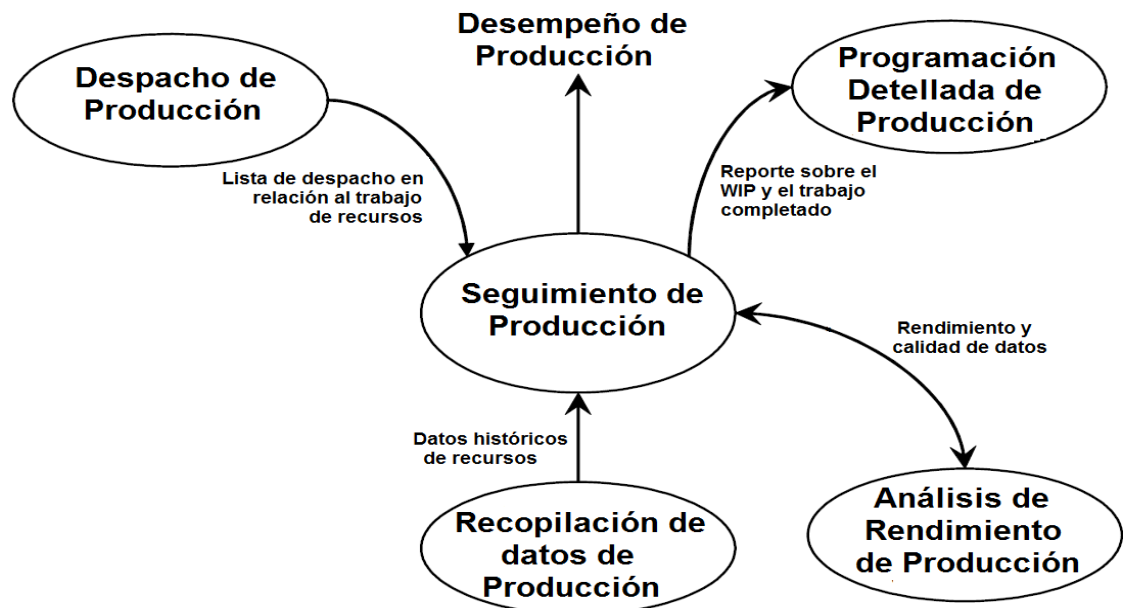 Despacho de
Producción
Desempeño de
Producción
Programación
Detellada de
Producción
Lista de despacho en
relación al trabajo
de recursos
Reporte sobre el
WIP y el trabajo
completado
Seguimiento de
Producción
Rendimiento y
calidad de datos
Datos históricos
de recursos
Recopilación de
datos de
Producción
Análisis de
Rendimiento
de Producción